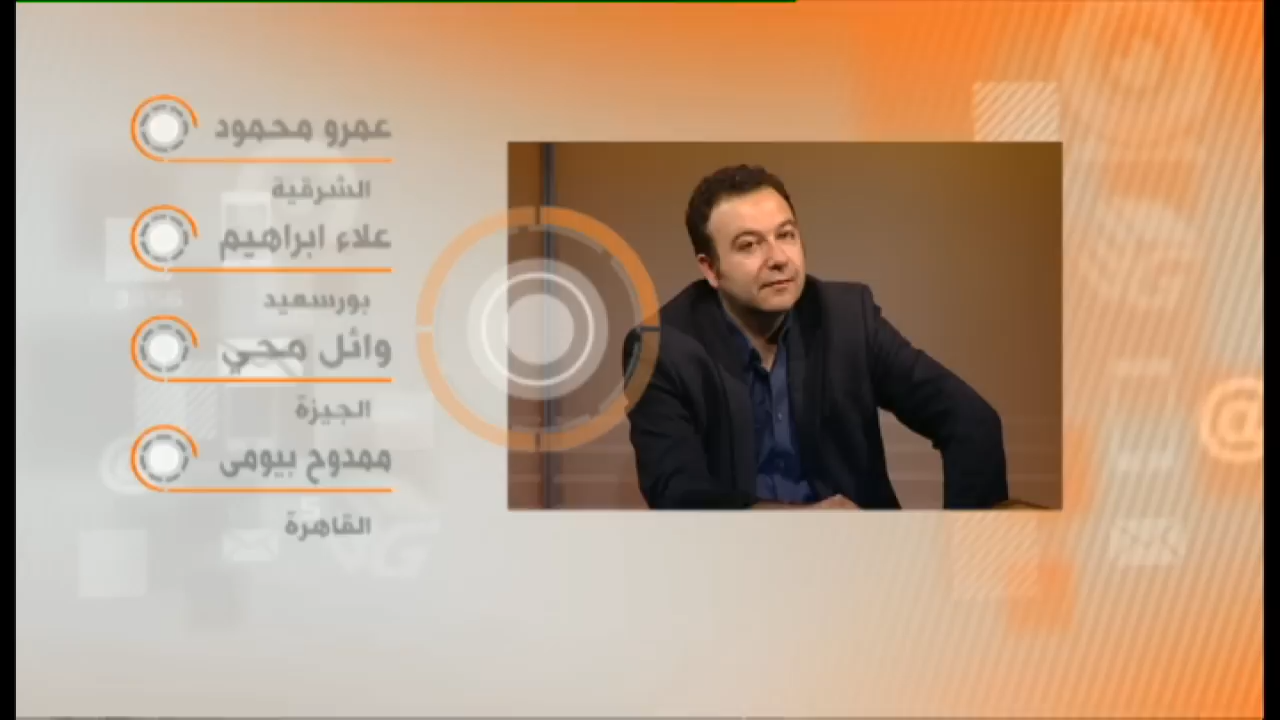 عمرو محمود
الشرقية
علاء ابراهيم
بورسعيد
وائل محي
الجيزة
ممدوح بيومى
القاهرة
@